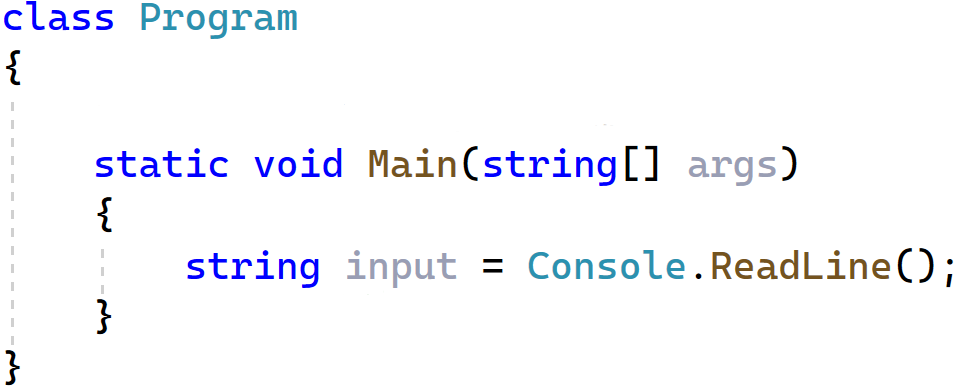 class Program
{
static void Main(string[] args)
{
string input = Console.ReadLine();
}
}